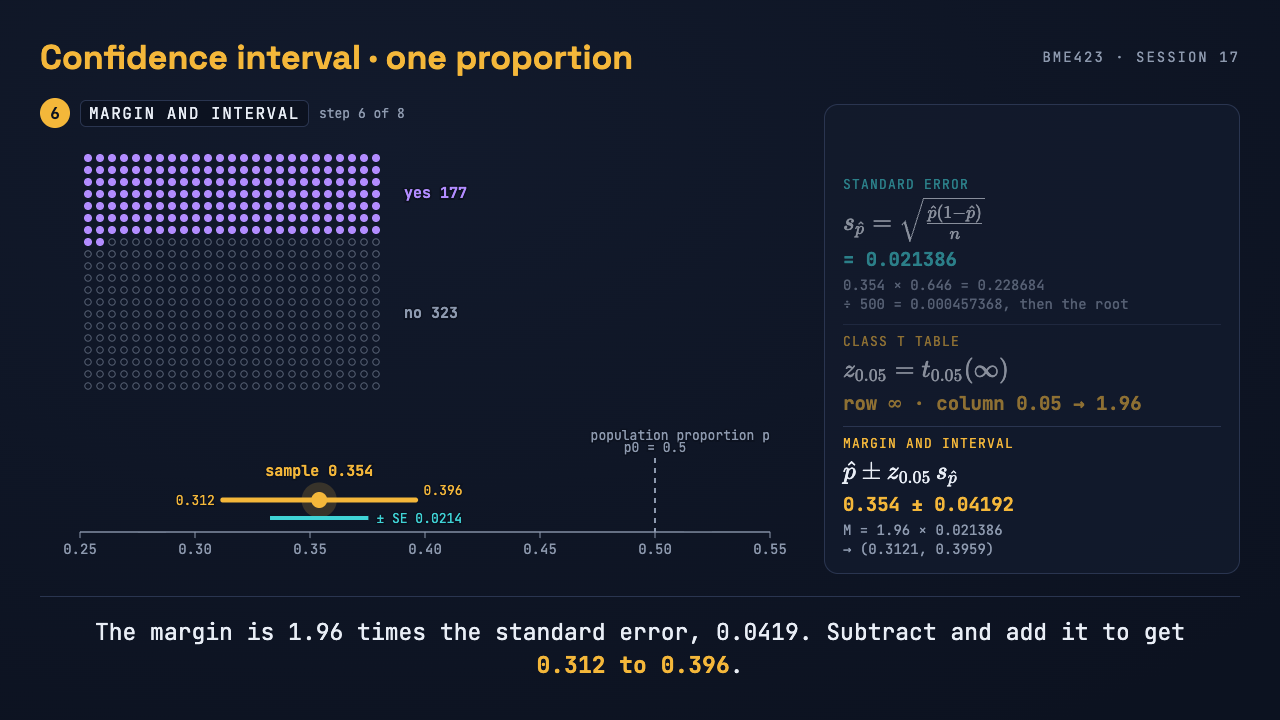 Confidence interval · one proportion
BME423 · SESSION 17
6 MARGIN AND INTERVAL step 6 of 8
yes 177
no 323
population proportion p
p0 = 0.5
sample 0.354
0.312
0.396
± SE 0.0214
0.25 0.30 0.35 0.40 0.45 0.50 0.55
STANDARD ERROR
s_p̂ = √(p̂(1−p̂)/n)
= 0.021386
0.354 × 0.646 = 0.228684
÷ 500 = 0.000457368, then the root
CLASS T TABLE
z_0.05 = t_0.05(∞)
row ∞ · column 0.05 → 1.96
MARGIN AND INTERVAL
p̂ ± z_0.05 s_p̂
0.354 ± 0.04192
M = 1.96 × 0.021386
→ (0.3121, 0.3959)
The margin is 1.96 times the standard error, 0.0419. Subtract and add it to get
0.312 to 0.396.